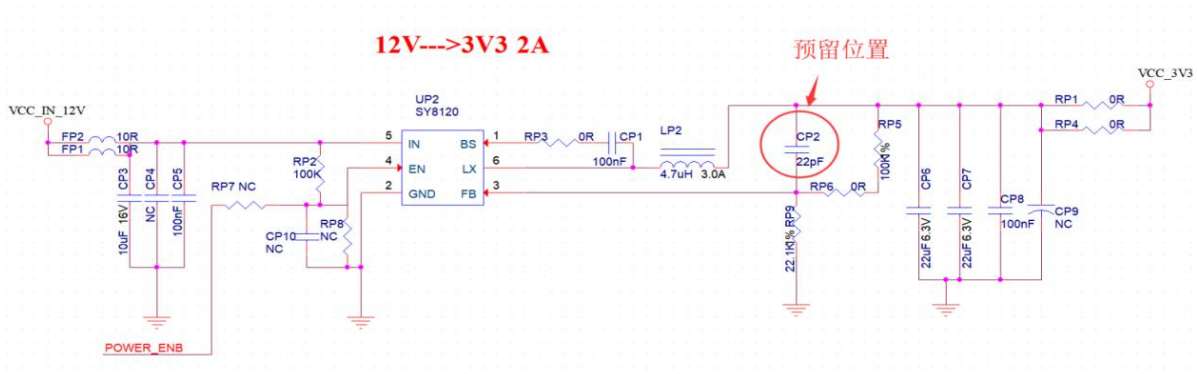 12V--->3V3 2A
预留位置
VCC_IN_12V
VCC_3V3
FP2 10R
FP1 10R
CP3
10uF 16V
CP4
NC
CP5
100nF
RP7 NC
RP2
100K
CP10
NC
RP8
NC
UP2
SY8120
5 IN BS 1
4 EN LX 6
2 GND FB 3
RP3 0R
CP1
100nF
LP2
4.7uH 3.0A
CP2
22pF
RP5
100K1%
RP6 0R
22.1K1% RP9
CP6
22uF 6.3V
CP7
22uF 6.3V
CP8
100nF
CP9
NC
RP1 0R
RP4 0R
POWER_ENB